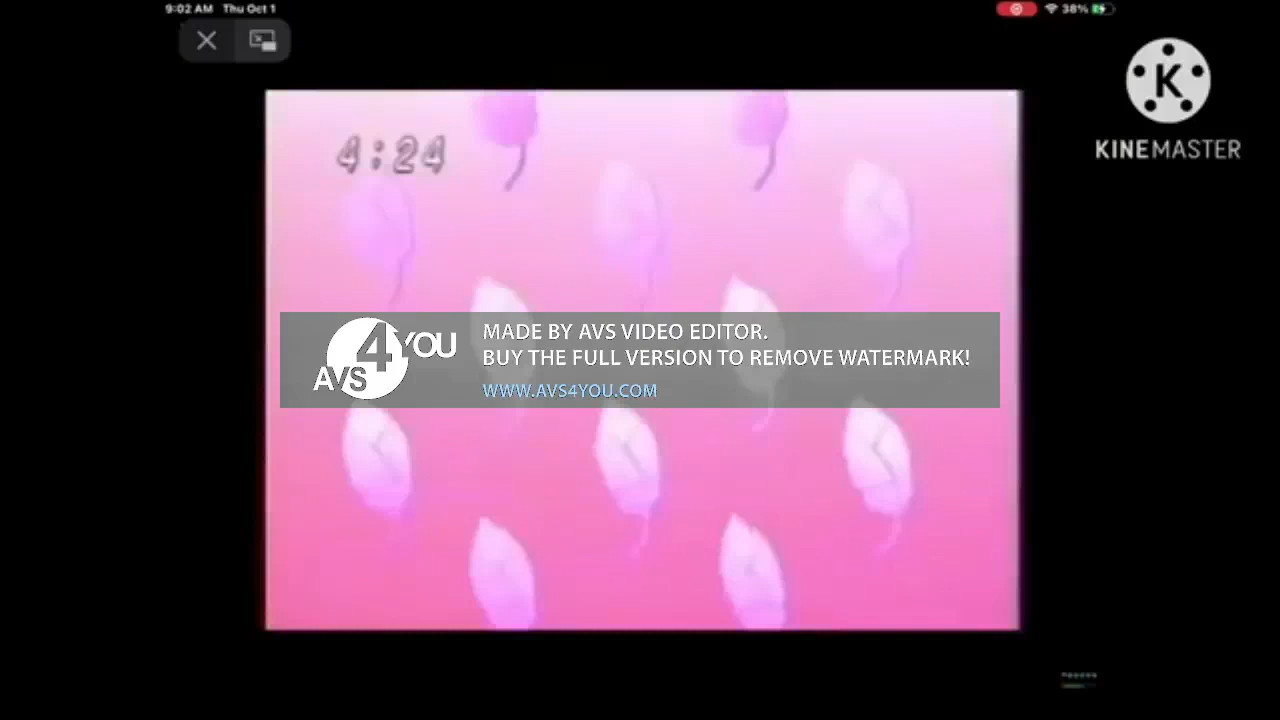 9:02 AM Thu Oct 1
38%
K
KINEMASTER
4:24
AVS4YOU
MADE BY AVS VIDEO EDITOR.
BUY THE FULL VERSION TO REMOVE WATERMARK!
WWW.AVS4YOU.COM